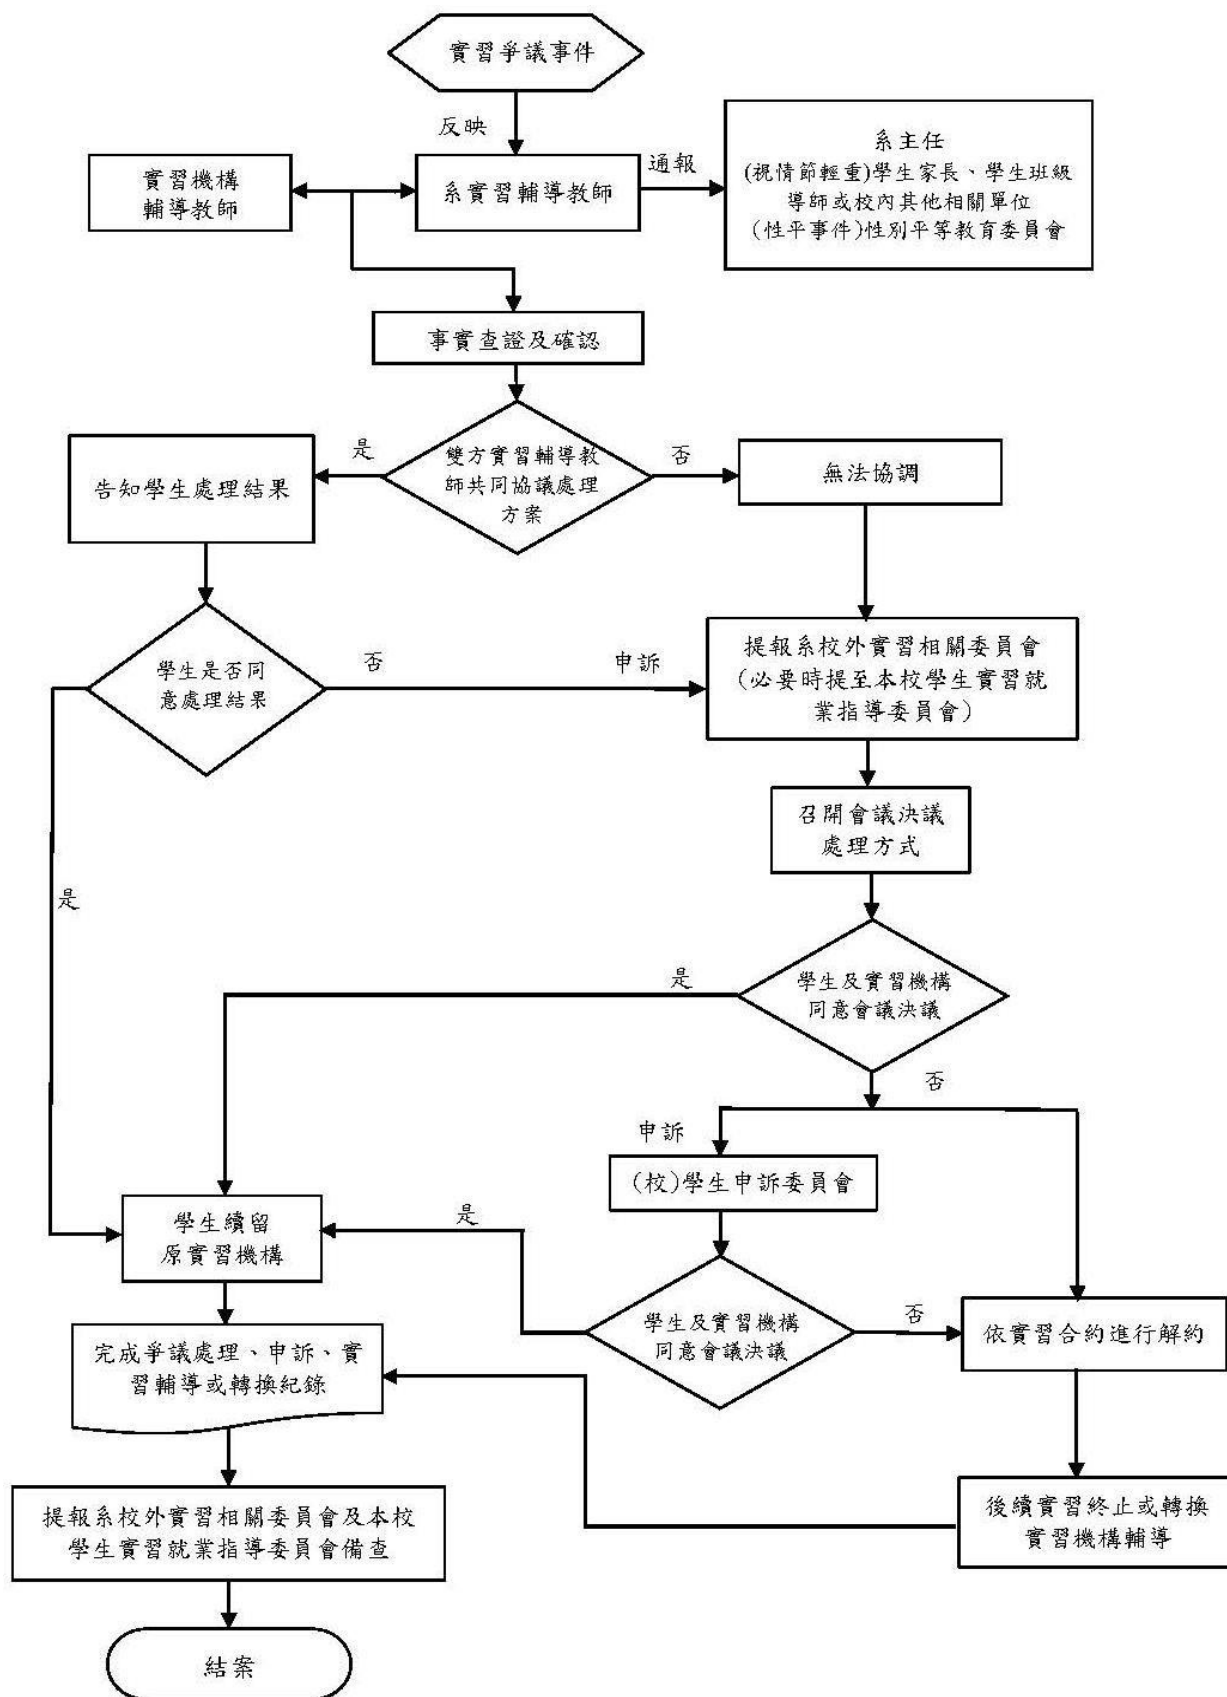 實習爭議事件
反映
實習機構
輔導教師
系實習輔導教師
通報
系主任
(視情節輕重)學生家長、學生班級
導師或校內其他相關單位
(性平事件)性別平等教育委員會
事實查證及確認
是
雙方實習輔導教
師共同協議處理
方案
否
告知學生處理結果
無法協調
學生是否同
意處理結果
否
申訴
提報系校外實習相關委員會
(必要時提至本校學生實習就
業指導委員會)
召開會議決議
處理方式
是
是
學生及實習機構
同意會議決議
否
申訴
(校)學生申訴委員會
學生續留
原實習機構
是
學生及實習機構
同意會議決議
否
依實習合約進行解約
完成爭議處理、申訴、實
習輔導或轉換紀錄
後續實習終止或轉換
實習機構輔導
提報系校外實習相關委員會及本校
學生實習就業指導委員會備查
結案